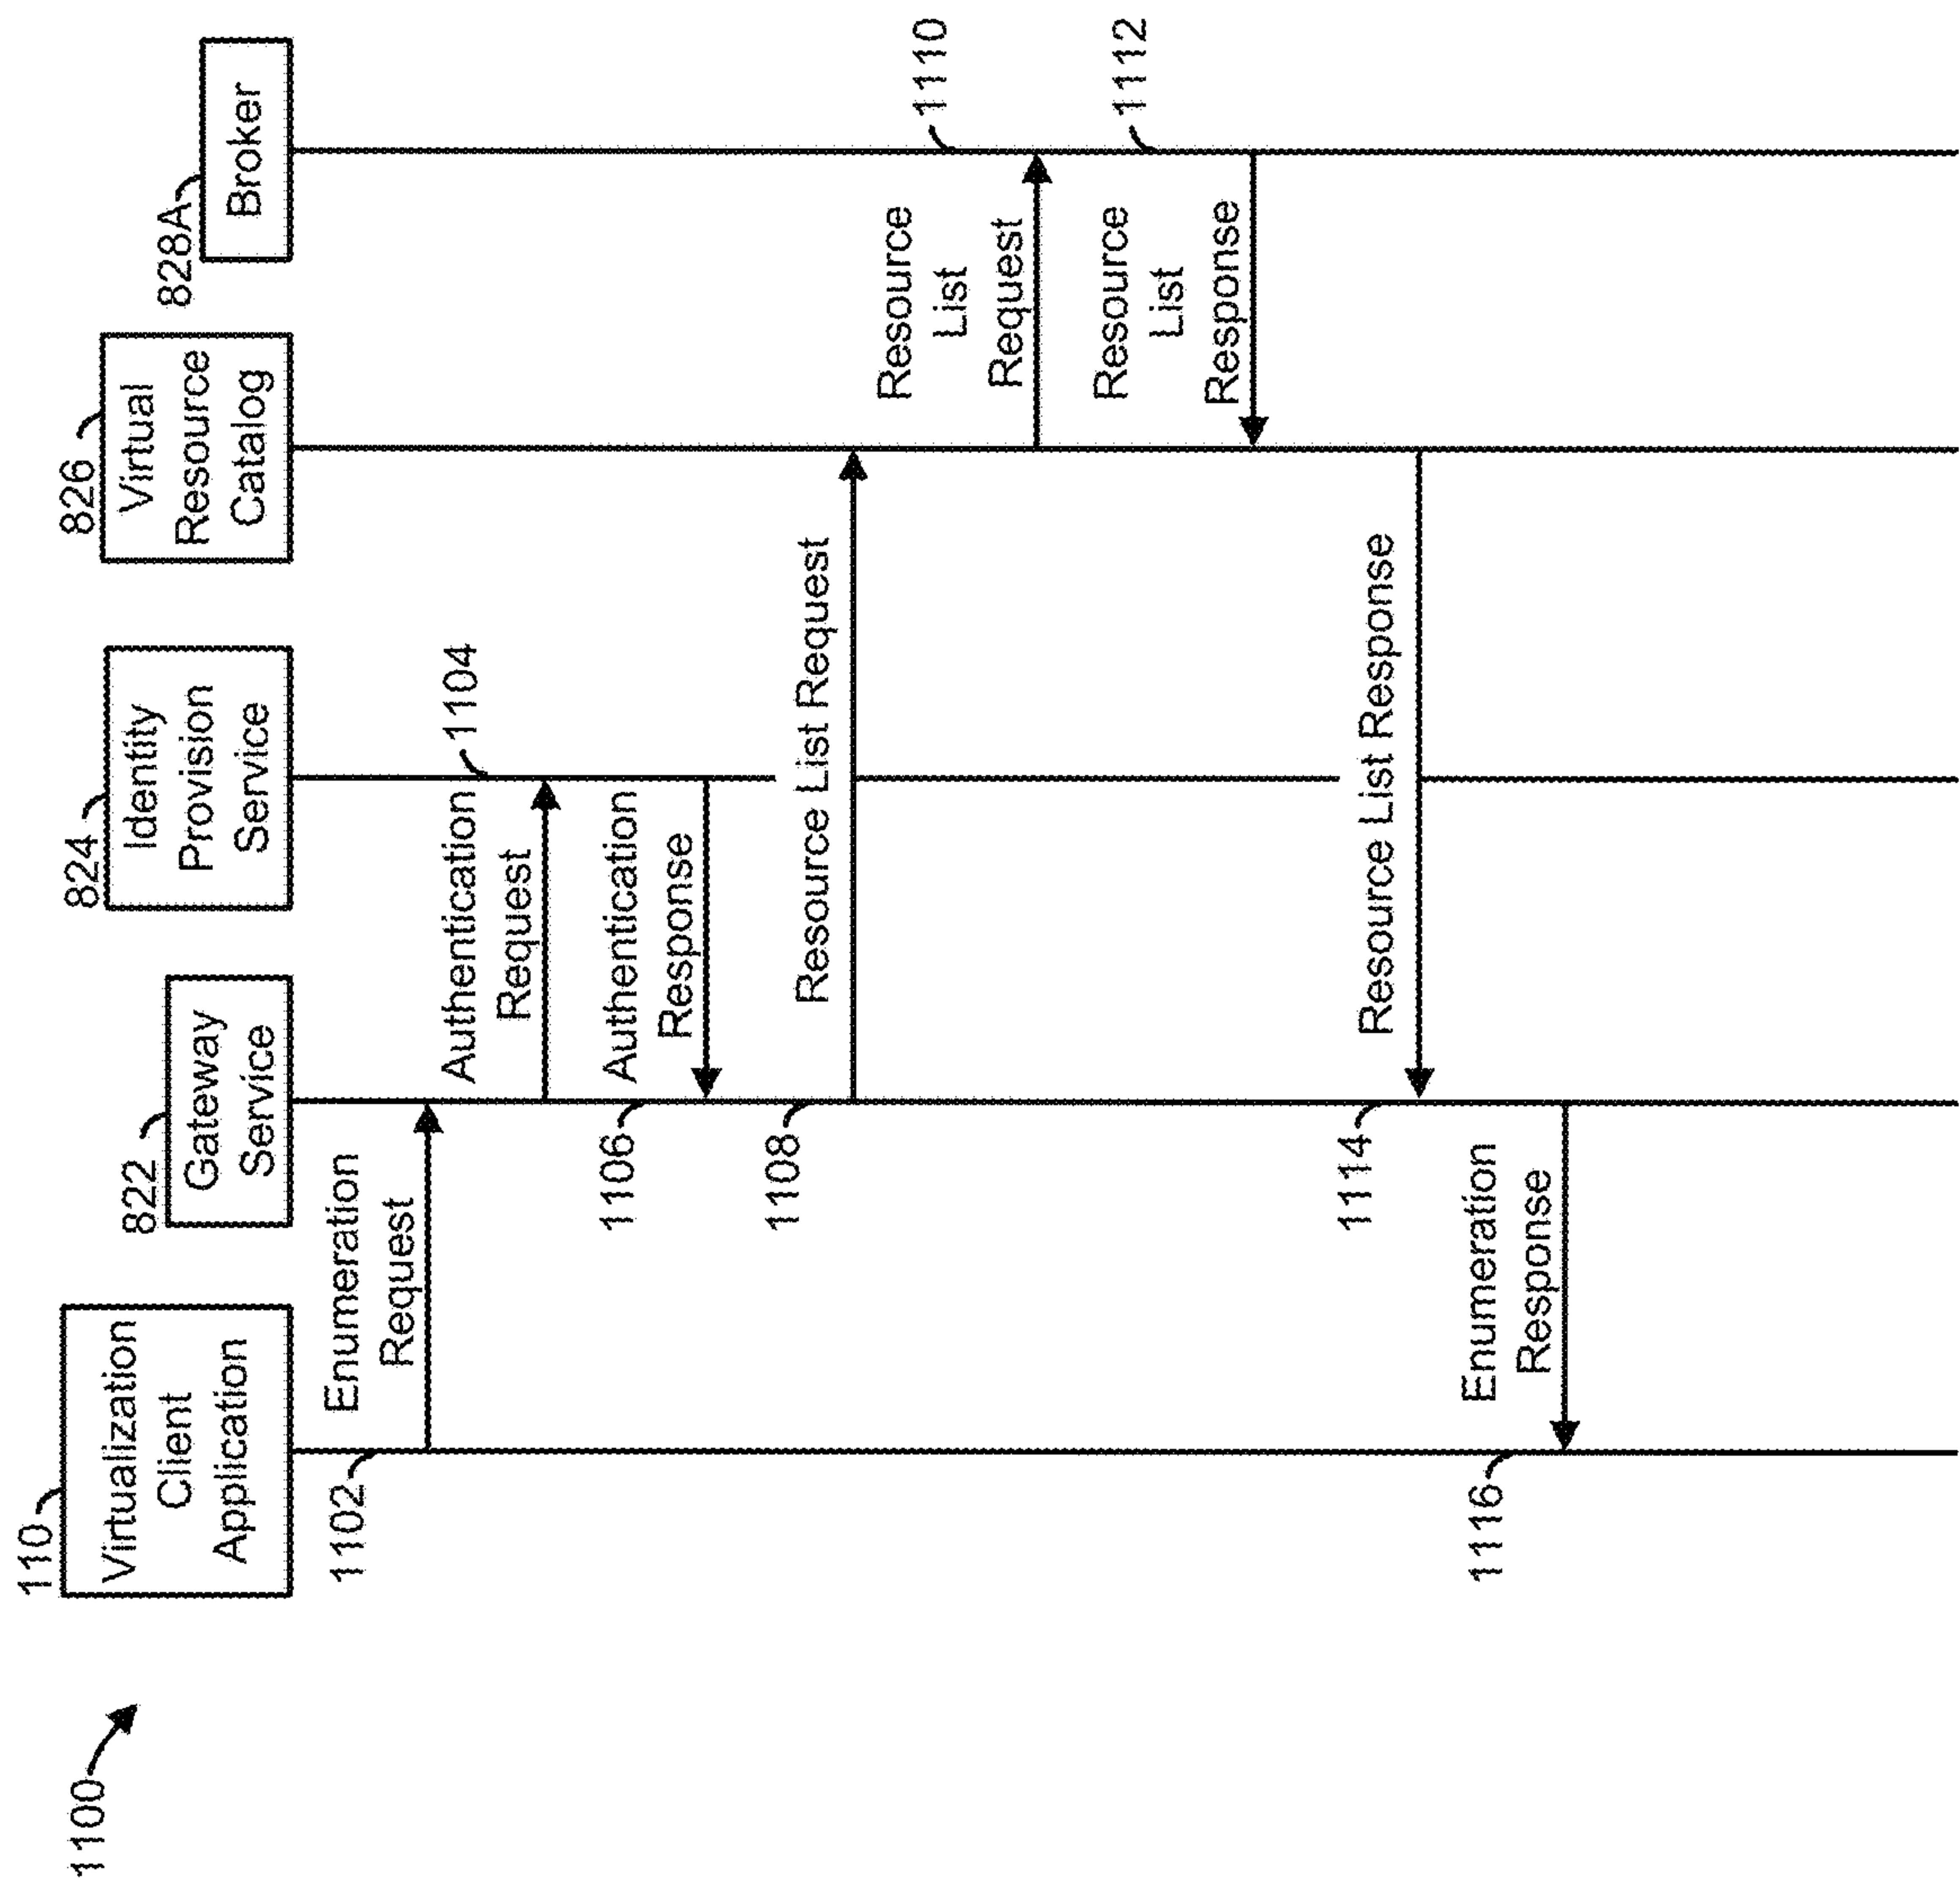 1100
110
Virtualization
Client
Application
822
Gateway
Service
824
Identity
Provision
Service
826
Virtual
Resource
Catalog
828A
Broker
1102
Enumeration
Request
Authentication
Request
1104
1106
Authentication
Response
1108
Resource List Request
Resource
List
Request
1110
Resource
List
Response
1112
1114
Resource List Response
1116
Enumeration
Response